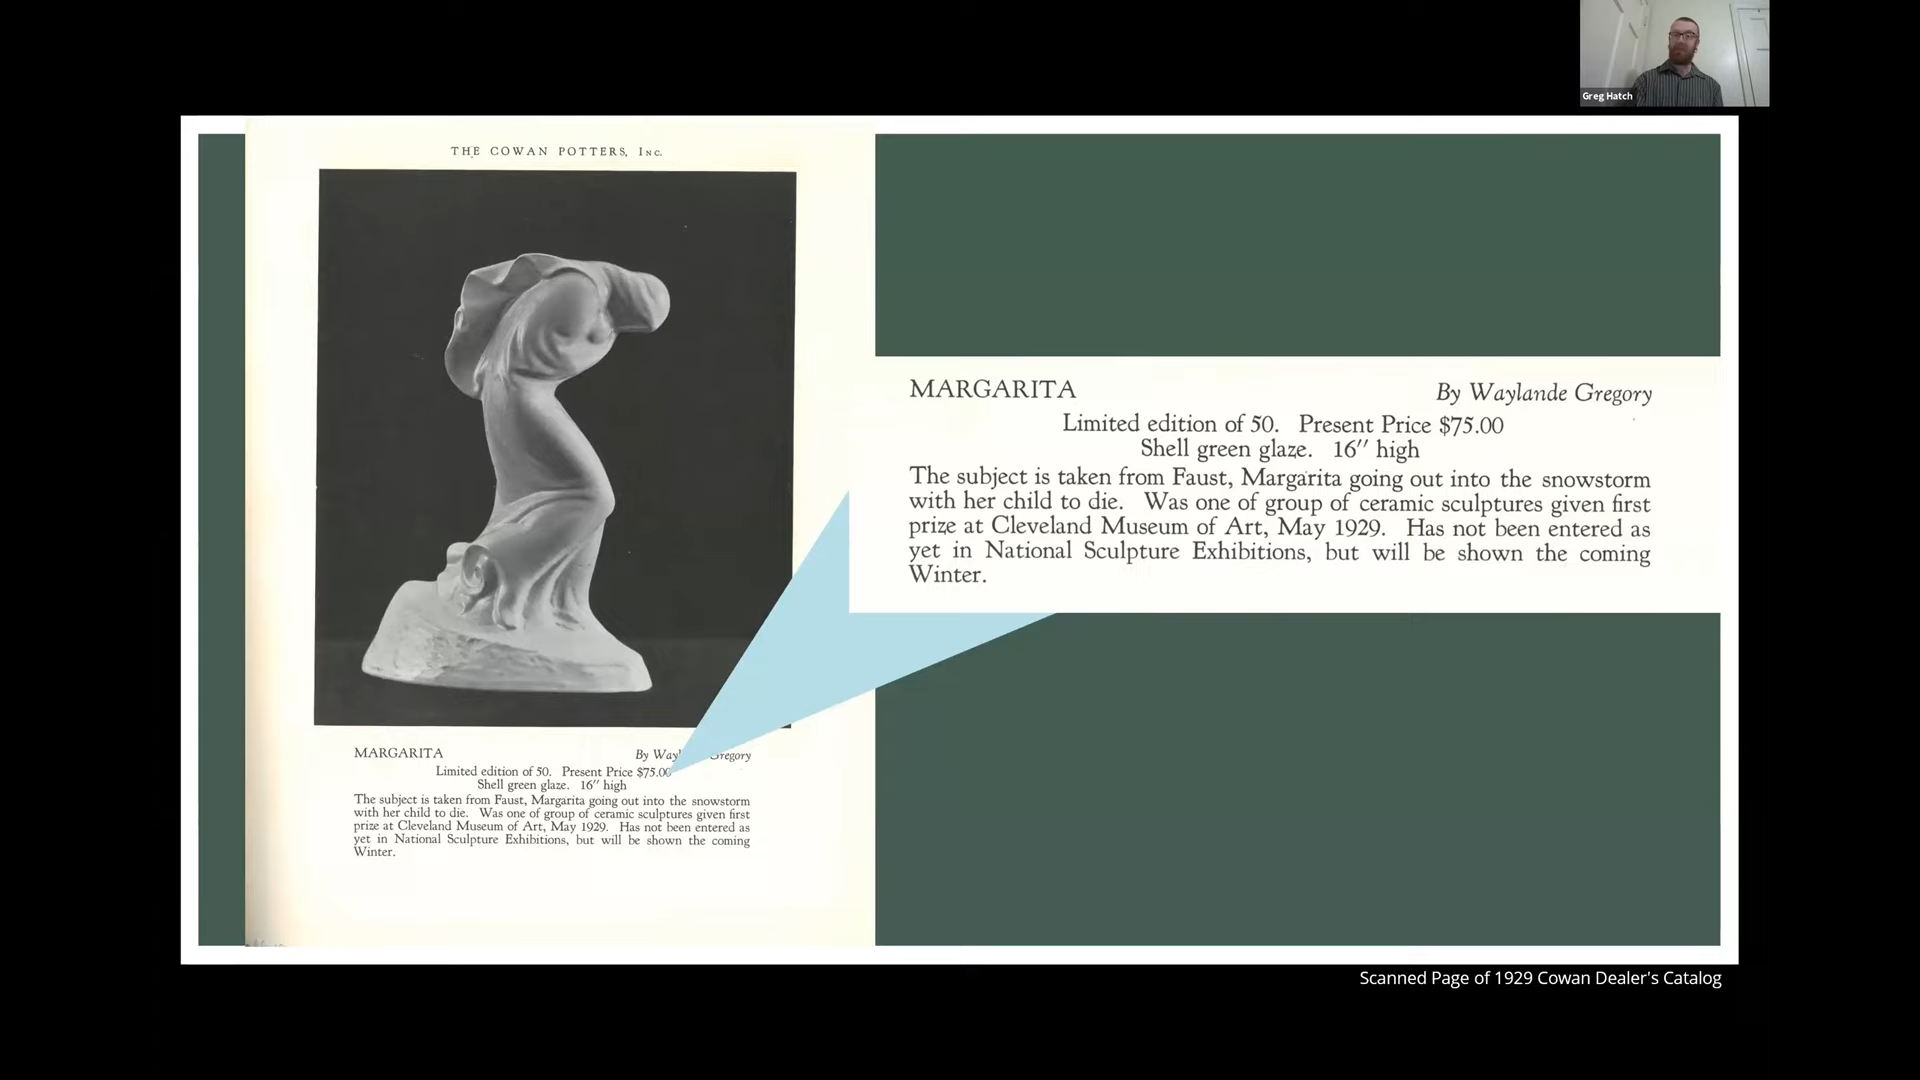 Greg Hatch
THE COWAN POTTERS, INC.
MARGARITA By Waylande Gregory
Limited edition of 50. Present Price $75.00
Shell green glaze. 16″ high
The subject is taken from Faust, Margarita going out into the snowstorm
with her child to die. Was one of group of ceramic sculptures given first
prize at Cleveland Museum of Art, May 1929. Has not been entered as
yet in National Sculpture Exhibitions, but will be shown the coming
Winter.
MARGARITA By Gregory
Limited edition of 50. Present Price $75.00
Shell green glaze. 16″ high
The subject is taken from Faust, Margarita going out into the snowstorm
with her child to die. Was one of group of ceramic sculptures given first
prize at Cleveland Museum of Art, May 1929. Has not been entered as
yet in National Sculpture Exhibitions, but will be shown the coming
Winter.
Scanned Page of 1929 Cowan Dealer's Catalog